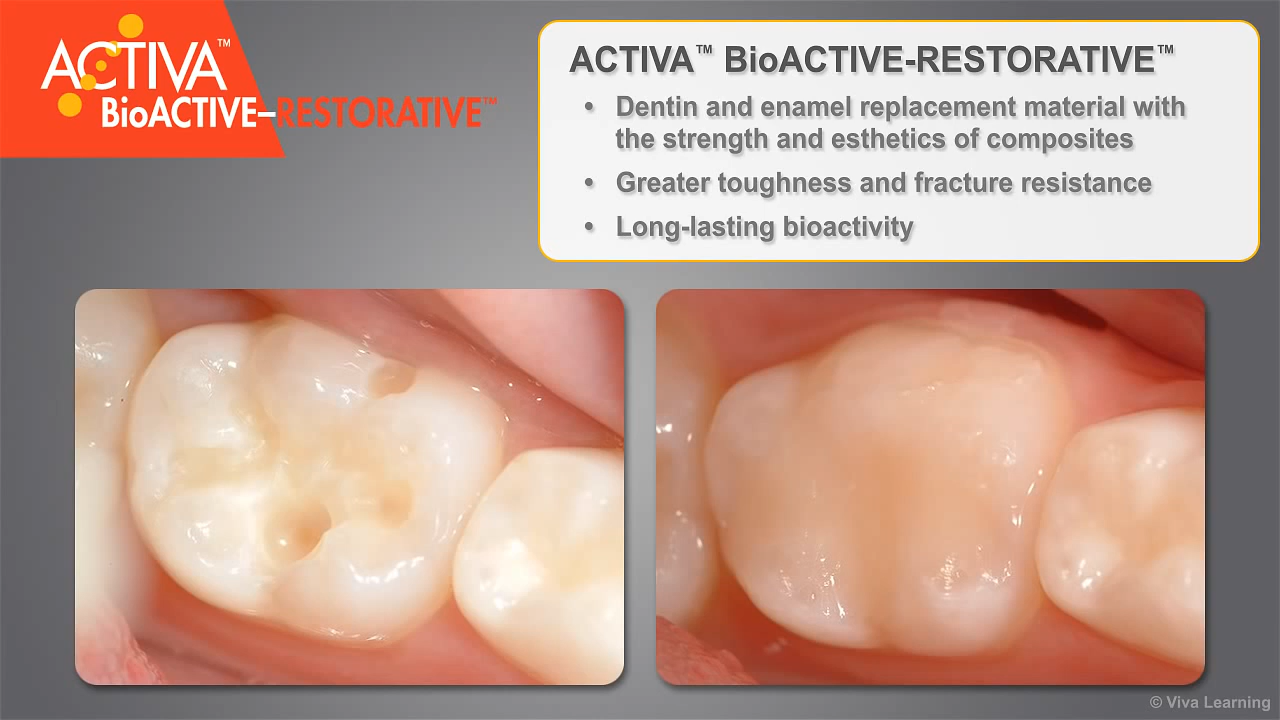 ACTIVA™
BioACTIVE-RESTORATIVE™
ACTIVA™ BioACTIVE-RESTORATIVE™
• Dentin and enamel replacement material with
the strength and esthetics of composites
• Greater toughness and fracture resistance
• Long-lasting bioactivity
© Viva Learning